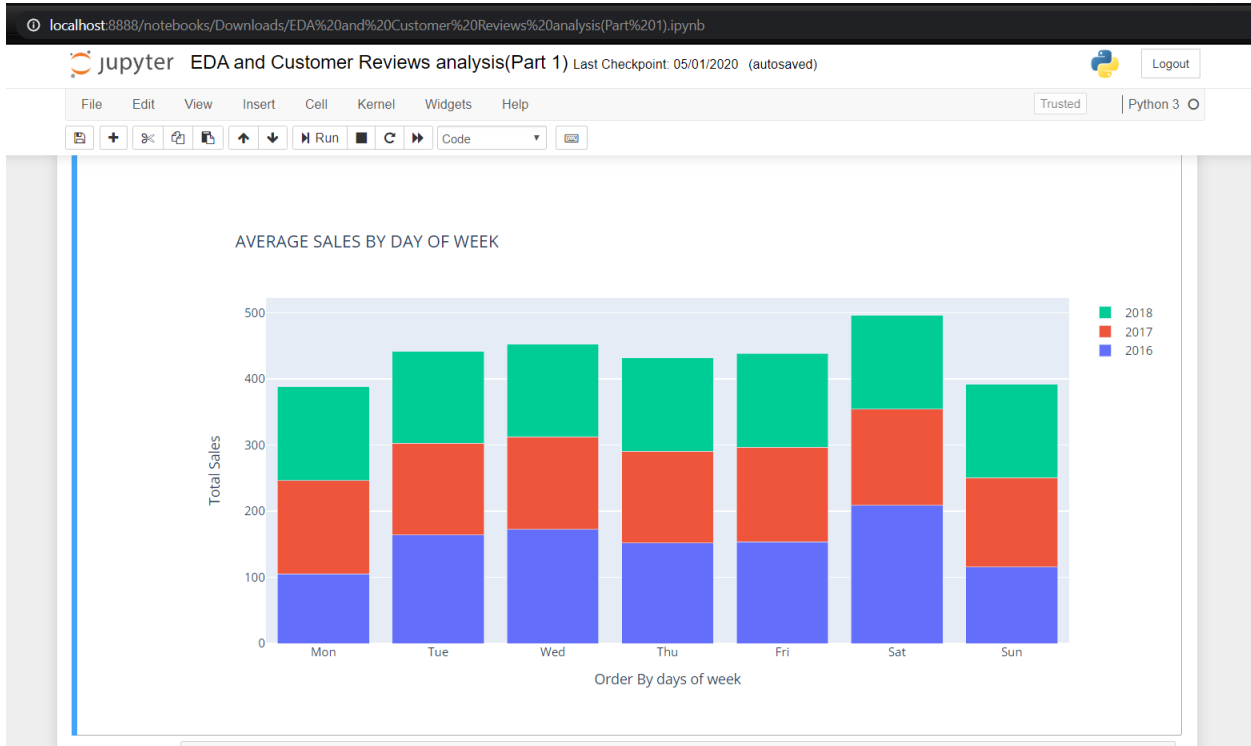 localhost:8888/notebooks/Downloads/EDA%20and%20Customer%20Reviews%20analysis(Part%201).ipynb
jupyter EDA and Customer Reviews analysis(Part 1) Last Checkpoint: 05/01/2020 (autosaved) Logout
File Edit View Insert Cell Kernel Widgets Help Trusted Python 3
Run Code
AVERAGE SALES BY DAY OF WEEK
500
400
300
200
100
0
Total Sales
2018
2017
2016
Mon Tue Wed Thu Fri Sat Sun
Order By days of week